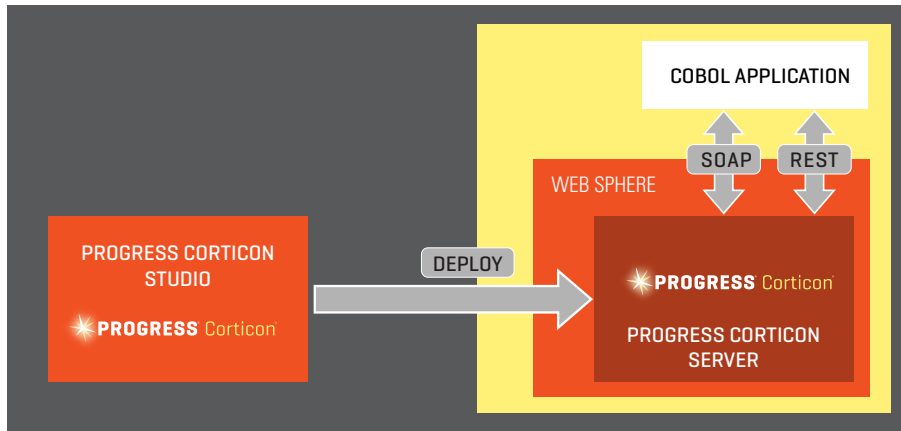 COBOL APPLICATION
SOAP
REST
WEB SPHERE
PROGRESS CORTICON
STUDIO
PROGRESS Corticon
DEPLOY
PROGRESS Corticon
PROGRESS CORTICON
SERVER